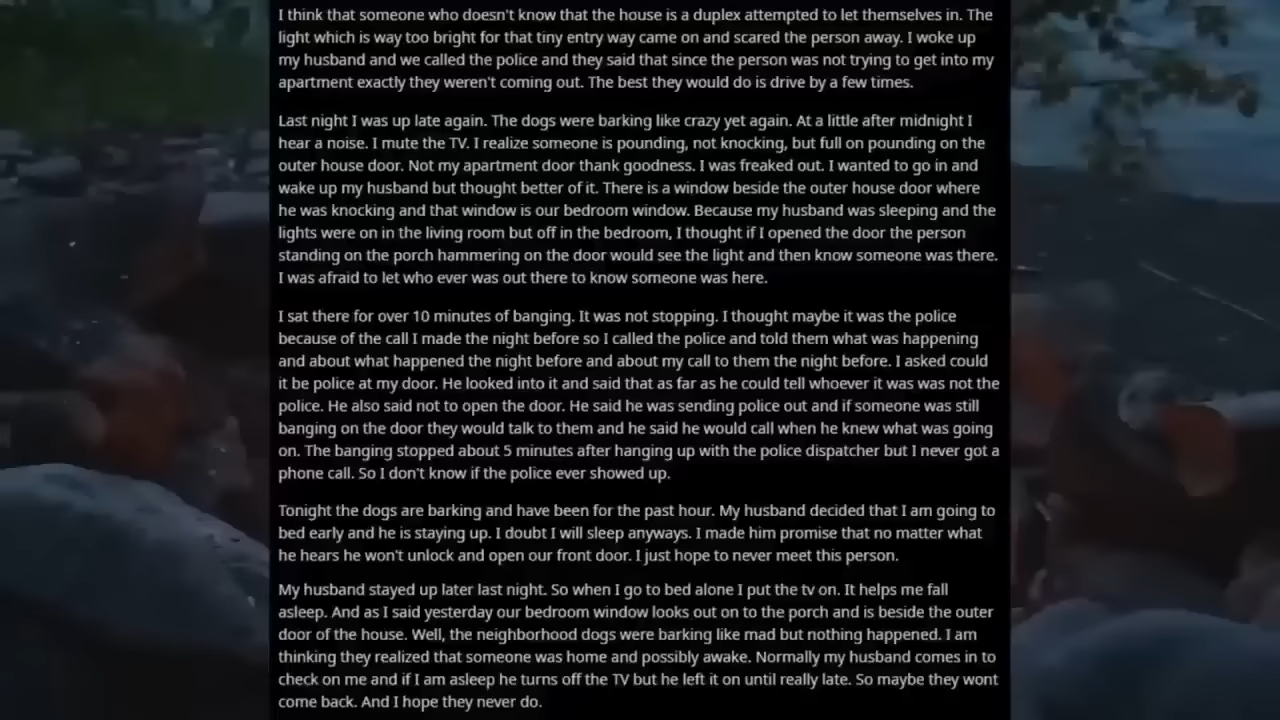 I think that someone who doesn't know that the house is a duplex attempted to let themselves in. The
light which is way too bright for that tiny entry way came on and scared the person away. I woke up
my husband and we called the police and they said that since the person was not trying to get into my
apartment exactly they weren't coming out. The best they would do is drive by a few times.
Last night I was up late again. The dogs were barking like crazy yet again. At a little after midnight I
hear a noise. I mute the TV. I realize someone is pounding, not knocking, but full on pounding on the
outer house door. Not my apartment door thank goodness. I was freaked out. I wanted to go in and
wake up my husband but thought better of it. There is a window beside the outer house door where
he was knocking and that window is our bedroom window. Because my husband was sleeping and the
lights were on in the living room but off in the bedroom, I thought if I opened the door the person
standing on the porch hammering on the door would see the light and then know someone was there.
I was afraid to let who ever was out there to know someone was here.
I sat there for over 10 minutes of banging. It was not stopping. I thought maybe it was the police
because of the call I made the night before so I called the police and told them what was happening
and about what happened the night before and about my call to them the night before. I asked could
it be police at my door. He looked into it and said that as far as he could tell whoever it was was not the
police. He also said not to open the door. He said he was sending police out and if someone was still
banging on the door they would talk to them and he said he would call when he knew what was going
on. The banging stopped about 5 minutes after hanging up with the police dispatcher but I never got a
phone call. So I don't know if the police ever showed up.
Tonight the dogs are barking and have been for the past hour. My husband decided that I am going to
bed early and he is staying up. I doubt I will sleep anyways. I made him promise that no matter what
he hears he won't unlock and open our front door. I just hope to never meet this person.
My husband stayed up later last night. So when I go to bed alone I put the tv on. It helps me fall
asleep. And as I said yesterday our bedroom window looks out on to the porch and is beside the outer
door of the house. Well, the neighborhood dogs were barking like mad but nothing happened. I am
thinking they realized that someone was home and possibly awake. Normally my husband comes in to
check on me and if I am asleep he turns off the TV but he left it on until really late. So maybe they wont
come back. And I hope they never do.